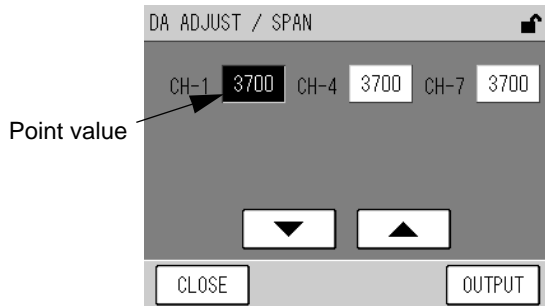 DA ADJUST / SPAN
CH-1 3700 CH-4 3700 CH-7 3700
Point value
CLOSE OUTPUT